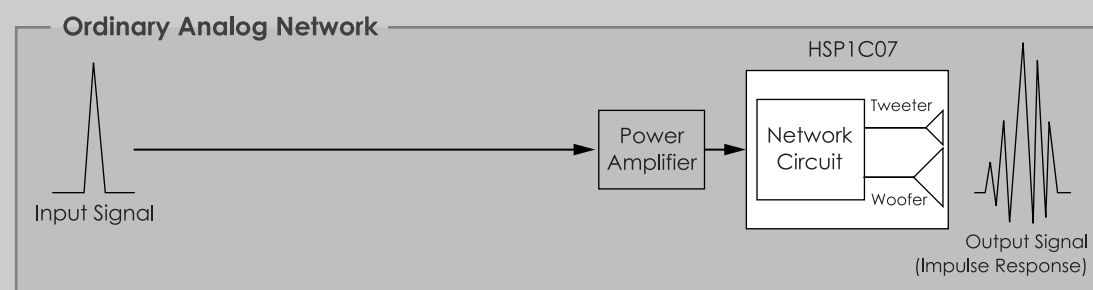 Ordinary Analog Network
HSP1C07
Tweeter
Power
Amplifier
Network
Circuit
Woofer
Input Signal
Output Signal
(Impulse Response)